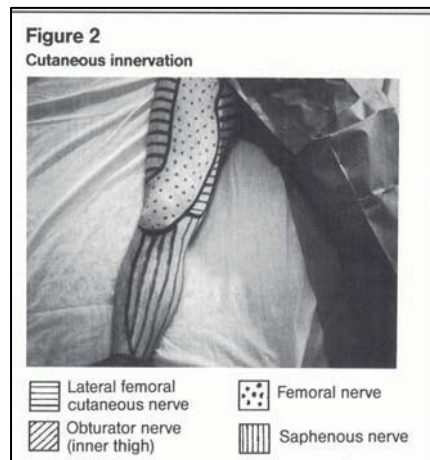 Figure 2
Cutaneous innervation
Lateral femoral
cutaneous nerve
Obturator nerve
(inner thigh)
Femoral nerve
Saphenous nerve